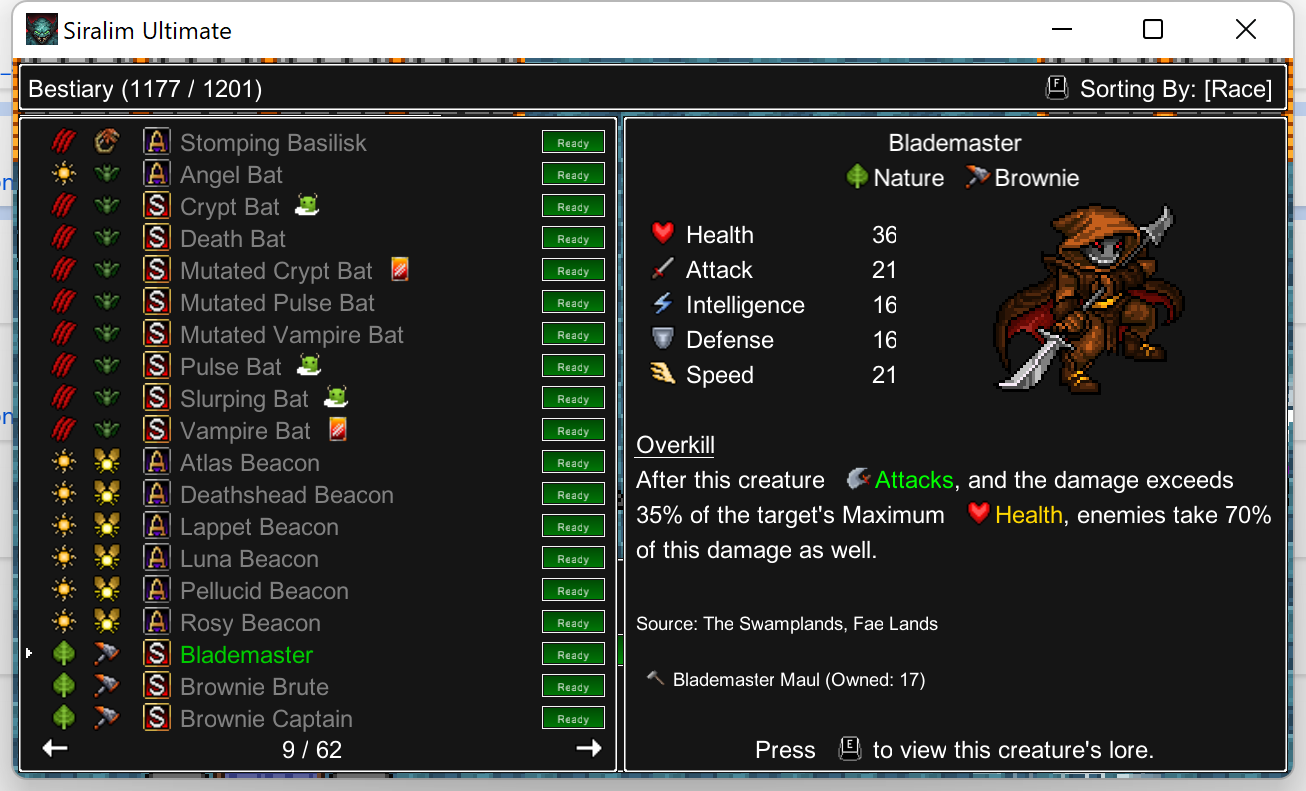 Siralim Ultimate
Bestiary (1177 / 1201)
F Sorting By: [Race]
A Stomping Basilisk Ready
A Angel Bat Ready
S Crypt Bat Ready
S Death Bat Ready
S Mutated Crypt Bat Ready
S Mutated Pulse Bat Ready
S Mutated Vampire Bat Ready
S Pulse Bat Ready
S Slurping Bat Ready
S Vampire Bat Ready
A Atlas Beacon Ready
A Deathshead Beacon Ready
A Lappet Beacon Ready
A Luna Beacon Ready
A Pellucid Beacon Ready
A Rosy Beacon Ready
S Blademaster Ready
S Brownie Brute Ready
S Brownie Captain Ready
9 / 62
Blademaster
Nature Brownie
Health 36
Attack 21
Intelligence 16
Defense 16
Speed 21
Overkill
After this creature Attacks, and the damage exceeds
35% of the target's Maximum Health, enemies take 70%
of this damage as well.
Source: The Swamplands, Fae Lands
Blademaster Maul (Owned: 17)
Press E to view this creature's lore.